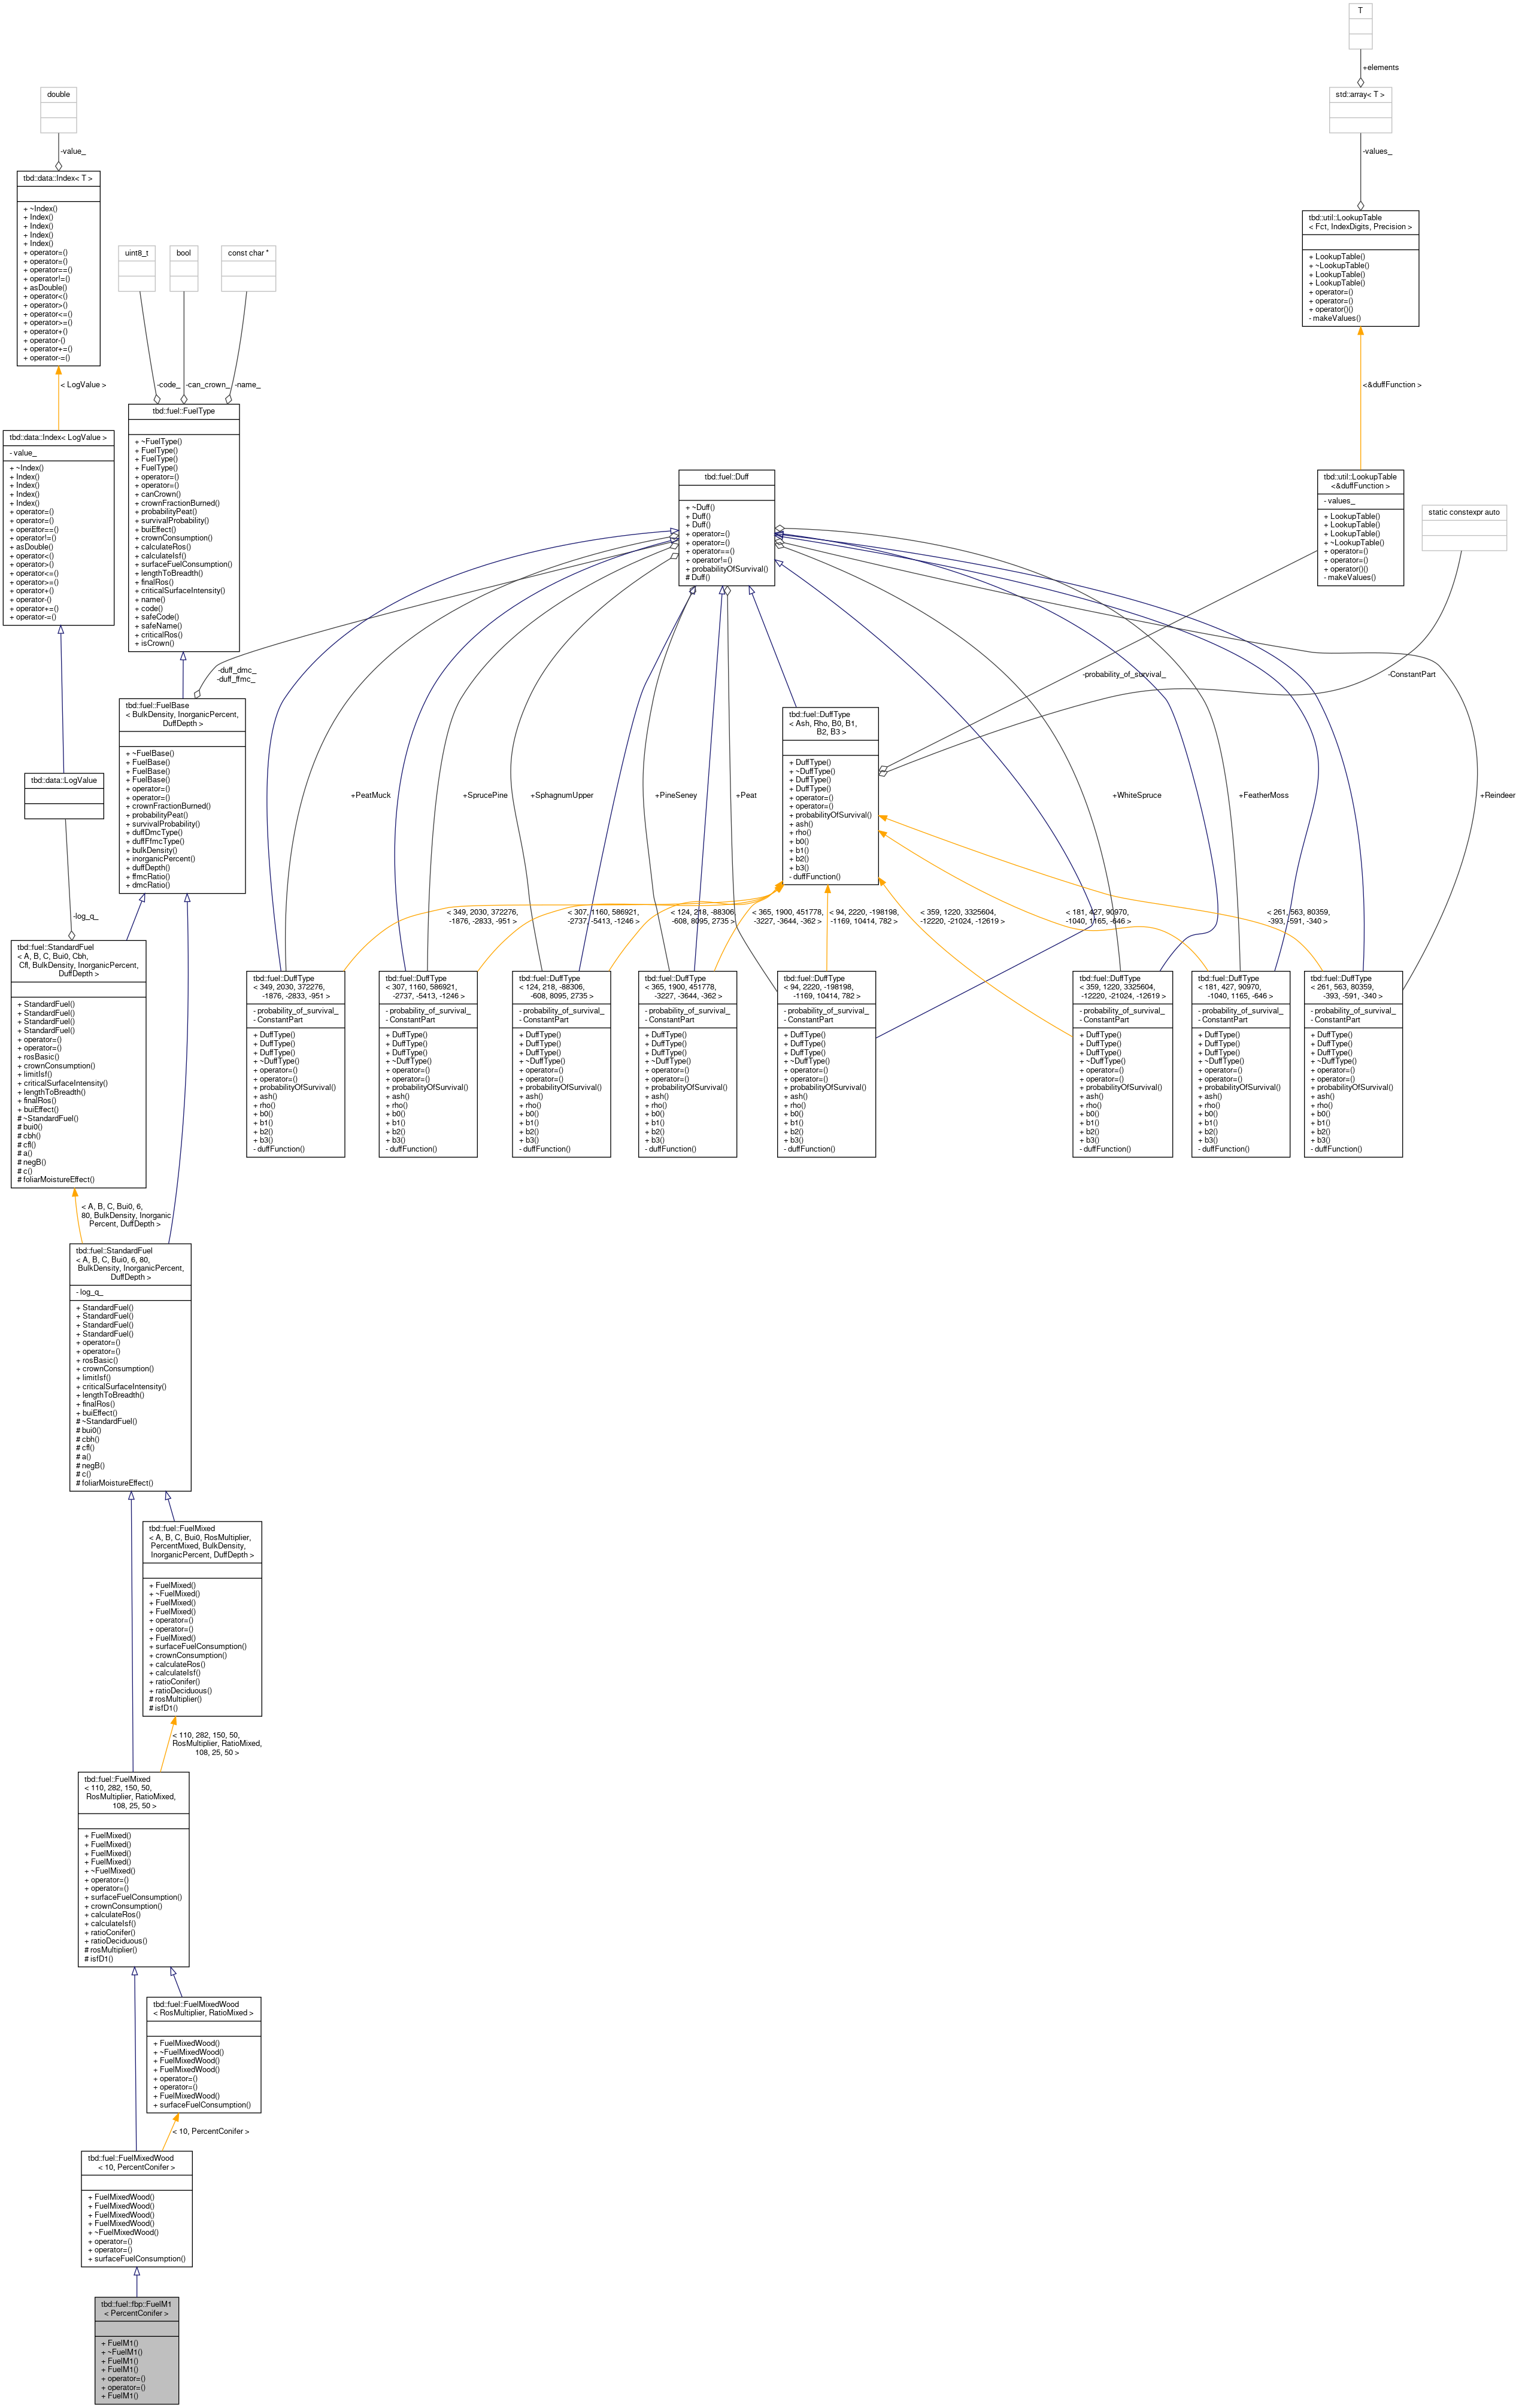 T
+elements
double
std::array< T >
-value_
-values_
tbd::data::Index< T >
+ ~Index()
+ Index()
+ Index()
+ Index()
+ Index()
+ operator=()
+ operator=()
+ operator==()
+ operator!=()
+ asDouble()
+ operator<()
+ operator>()
+ operator<=()
+ operator>=()
+ operator+()
+ operator-()
+ operator+=()
+ operator-=()
tbd::util::LookupTable
< Fct, IndexDigits, Precision >
+ LookupTable()
+ ~LookupTable()
+ LookupTable()
+ LookupTable()
+ operator=()
+ operator=()
+ operator()()
- makeValues()
uint8_t
bool
const char *
< LogValue >
-code_
-can_crown_
-name_
<&duffFunction >
tbd::data::Index< LogValue >
- value_
+ ~Index()
+ Index()
+ Index()
+ Index()
+ Index()
+ operator=()
+ operator=()
+ operator==()
+ operator!=()
+ asDouble()
+ operator<()
+ operator>()
+ operator<=()
+ operator>=()
+ operator+()
+ operator-()
+ operator+=()
+ operator-=()
tbd::fuel::FuelType
+ ~FuelType()
+ FuelType()
+ FuelType()
+ FuelType()
+ operator=()
+ operator=()
+ canCrown()
+ crownFractionBurned()
+ probabilityPeat()
+ survivalProbability()
+ buiEffect()
+ crownConsumption()
+ calculateRos()
+ calculateIsf()
+ surfaceFuelConsumption()
+ lengthToBreadth()
+ finalRos()
+ criticalSurfaceIntensity()
+ name()
+ code()
+ safeCode()
+ safeName()
+ criticalRos()
+ isCrown()
tbd::fuel::Duff
+ ~Duff()
+ Duff()
+ Duff()
+ operator=()
+ operator=()
+ operator==()
+ operator!=()
+ probabilityOfSurvival()
# Duff()
tbd::util::LookupTable
<&duffFunction >
- values_
+ LookupTable()
+ LookupTable()
+ LookupTable()
+ ~LookupTable()
+ operator=()
+ operator=()
+ operator()()
- makeValues()
static constexpr auto
-duff_dmc_
-duff_ffmc_
-probability_of_survival_
-ConstantPart
tbd::fuel::FuelBase
< BulkDensity, InorganicPercent,
DuffDepth >
+ ~FuelBase()
+ FuelBase()
+ FuelBase()
+ FuelBase()
+ operator=()
+ operator=()
+ crownFractionBurned()
+ probabilityPeat()
+ survivalProbability()
+ duffDmcType()
+ duffFfmcType()
+ bulkDensity()
+ inorganicPercent()
+ duffDepth()
+ ffmcRatio()
+ dmcRatio()
tbd::fuel::DuffType
< Ash, Rho, B0, B1,
B2, B3 >
+ DuffType()
+ ~DuffType()
+ DuffType()
+ DuffType()
+ operator=()
+ operator=()
+ probabilityOfSurvival()
+ ash()
+ rho()
+ b0()
+ b1()
+ b2()
+ b3()
- duffFunction()
tbd::data::LogValue
+PeatMuck
+SprucePine
+SphagnumUpper
+PineSeney
+Peat
+WhiteSpruce
+FeatherMoss
+Reindeer
-log_q_
< 349, 2030, 372276,
-1876, -2833, -951 >
< 307, 1160, 586921,
-2737, -5413, -1246 >
< 124, 218, -88306,
-608, 8095, 2735 >
< 365, 1900, 451778,
-3227, -3644, -362 >
< 94, 2220, -198198,
-1169, 10414, 782 >
< 359, 1220, 3325604,
-12220, -21024, -12619 >
< 181, 427, 90970,
-1040, 1165, -646 >
< 261, 563, 80359,
-393, -591, -340 >
tbd::fuel::StandardFuel
< A, B, C, Bui0, Cbh,
Cfl, BulkDensity, InorganicPercent,
DuffDepth >
+ StandardFuel()
+ StandardFuel()
+ StandardFuel()
+ StandardFuel()
+ operator=()
+ operator=()
+ rosBasic()
+ crownConsumption()
+ limitIsf()
+ criticalSurfaceIntensity()
+ lengthToBreadth()
+ finalRos()
+ buiEffect()
# ~StandardFuel()
# bui0()
# cbh()
# cfl()
# a()
# negB()
# c()
# foliarMoistureEffect()
tbd::fuel::DuffType
< 349, 2030, 372276,
-1876, -2833, -951 >
- probability_of_survival_
- ConstantPart
+ DuffType()
+ DuffType()
+ DuffType()
+ ~DuffType()
+ operator=()
+ operator=()
+ probabilityOfSurvival()
+ ash()
+ rho()
+ b0()
+ b1()
+ b2()
+ b3()
- duffFunction()
tbd::fuel::DuffType
< 307, 1160, 586921,
-2737, -5413, -1246 >
- probability_of_survival_
- ConstantPart
+ DuffType()
+ DuffType()
+ DuffType()
+ ~DuffType()
+ operator=()
+ operator=()
+ probabilityOfSurvival()
+ ash()
+ rho()
+ b0()
+ b1()
+ b2()
+ b3()
- duffFunction()
tbd::fuel::DuffType
< 124, 218, -88306,
-608, 8095, 2735 >
- probability_of_survival_
- ConstantPart
+ DuffType()
+ DuffType()
+ DuffType()
+ ~DuffType()
+ operator=()
+ operator=()
+ probabilityOfSurvival()
+ ash()
+ rho()
+ b0()
+ b1()
+ b2()
+ b3()
- duffFunction()
tbd::fuel::DuffType
< 365, 1900, 451778,
-3227, -3644, -362 >
- probability_of_survival_
- ConstantPart
+ DuffType()
+ DuffType()
+ DuffType()
+ ~DuffType()
+ operator=()
+ operator=()
+ probabilityOfSurvival()
+ ash()
+ rho()
+ b0()
+ b1()
+ b2()
+ b3()
- duffFunction()
tbd::fuel::DuffType
< 94, 2220, -198198,
-1169, 10414, 782 >
- probability_of_survival_
- ConstantPart
+ DuffType()
+ DuffType()
+ DuffType()
+ ~DuffType()
+ operator=()
+ operator=()
+ probabilityOfSurvival()
+ ash()
+ rho()
+ b0()
+ b1()
+ b2()
+ b3()
- duffFunction()
tbd::fuel::DuffType
< 359, 1220, 3325604,
-12220, -21024, -12619 >
- probability_of_survival_
- ConstantPart
+ DuffType()
+ DuffType()
+ DuffType()
+ ~DuffType()
+ operator=()
+ operator=()
+ probabilityOfSurvival()
+ ash()
+ rho()
+ b0()
+ b1()
+ b2()
+ b3()
- duffFunction()
tbd::fuel::DuffType
< 181, 427, 90970,
-1040, 1165, -646 >
- probability_of_survival_
- ConstantPart
+ DuffType()
+ DuffType()
+ DuffType()
+ ~DuffType()
+ operator=()
+ operator=()
+ probabilityOfSurvival()
+ ash()
+ rho()
+ b0()
+ b1()
+ b2()
+ b3()
- duffFunction()
tbd::fuel::DuffType
< 261, 563, 80359,
-393, -591, -340 >
- probability_of_survival_
- ConstantPart
+ DuffType()
+ DuffType()
+ DuffType()
+ ~DuffType()
+ operator=()
+ operator=()
+ probabilityOfSurvival()
+ ash()
+ rho()
+ b0()
+ b1()
+ b2()
+ b3()
- duffFunction()
< A, B, C, Bui0, 6,
80, BulkDensity, Inorganic
Percent, DuffDepth >
tbd::fuel::StandardFuel
< A, B, C, Bui0, 6, 80,
BulkDensity, InorganicPercent,
DuffDepth >
- log_q_
+ StandardFuel()
+ StandardFuel()
+ StandardFuel()
+ StandardFuel()
+ operator=()
+ operator=()
+ rosBasic()
+ crownConsumption()
+ limitIsf()
+ criticalSurfaceIntensity()
+ lengthToBreadth()
+ finalRos()
+ buiEffect()
# ~StandardFuel()
# bui0()
# cbh()
# cfl()
# a()
# negB()
# c()
# foliarMoistureEffect()
tbd::fuel::FuelMixed
< A, B, C, Bui0, RosMultiplier,
PercentMixed, BulkDensity,
InorganicPercent, DuffDepth >
+ FuelMixed()
+ ~FuelMixed()
+ FuelMixed()
+ FuelMixed()
+ operator=()
+ operator=()
+ FuelMixed()
+ surfaceFuelConsumption()
+ crownConsumption()
+ calculateRos()
+ calculateIsf()
+ ratioConifer()
+ ratioDeciduous()
# rosMultiplier()
# isfD1()
< 110, 282, 150, 50,
RosMultiplier, RatioMixed,
108, 25, 50 >
tbd::fuel::FuelMixed
< 110, 282, 150, 50,
RosMultiplier, RatioMixed,
108, 25, 50 >
+ FuelMixed()
+ FuelMixed()
+ FuelMixed()
+ FuelMixed()
+ ~FuelMixed()
+ operator=()
+ operator=()
+ surfaceFuelConsumption()
+ crownConsumption()
+ calculateRos()
+ calculateIsf()
+ ratioConifer()
+ ratioDeciduous()
# rosMultiplier()
# isfD1()
tbd::fuel::FuelMixedWood
< RosMultiplier, RatioMixed >
+ FuelMixedWood()
+ ~FuelMixedWood()
+ FuelMixedWood()
+ FuelMixedWood()
+ operator=()
+ operator=()
+ FuelMixedWood()
+ surfaceFuelConsumption()
< 10, PercentConifer >
tbd::fuel::FuelMixedWood
< 10, PercentConifer >
+ FuelMixedWood()
+ FuelMixedWood()
+ FuelMixedWood()
+ FuelMixedWood()
+ ~FuelMixedWood()
+ operator=()
+ operator=()
+ surfaceFuelConsumption()
tbd::fuel::fbp::FuelM1
< PercentConifer >
+ FuelM1()
+ ~FuelM1()
+ FuelM1()
+ FuelM1()
+ operator=()
+ operator=()
+ FuelM1()